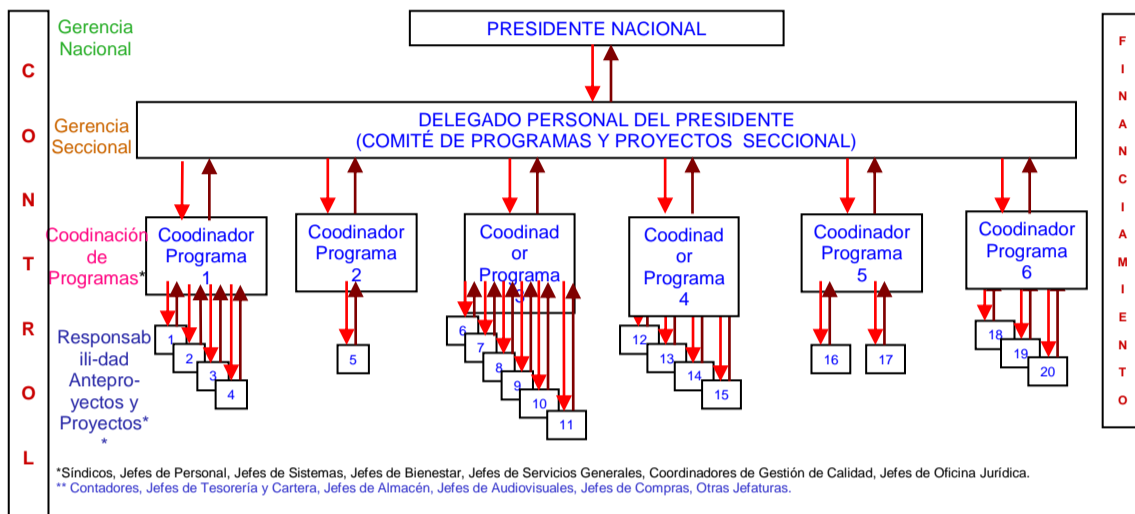 Gerencia
Nacional
PRESIDENTE NACIONAL
C
O
N
T
R
O
L
F
I
N
A
N
C
I
A
M
I
E
N
T
O
Gerencia
Seccional
DELEGADO PERSONAL DEL PRESIDENTE
(COMITÉ DE PROGRAMAS Y PROYECTOS SECCIONAL)
Coodinación
de
Programas*
Coodinador
Programa
1
Coodinador
Programa
2
Coodinad
or
Programa
3
Coodinad
or
Programa
4
Coodinador
Programa
5
Coodinador
Programa
6
Responsab
ili-dad
Antepro-
yectos y
Proyectos*
*
1
2
3
4
5
6
7
8
9
10
11
12
13
14
15
16
17
18
19
20
*Síndicos, Jefes de Personal, Jefes de Sistemas, Jefes de Bienestar, Jefes de Servicios Generales, Coordinadores de Gestión de Calidad, Jefes de Oficina Jurídica.
** Contadores, Jefes de Tesorería y Cartera, Jefes de Almacén, Jefes de Audiovisuales, Jefes de Compras, Otras Jefaturas.